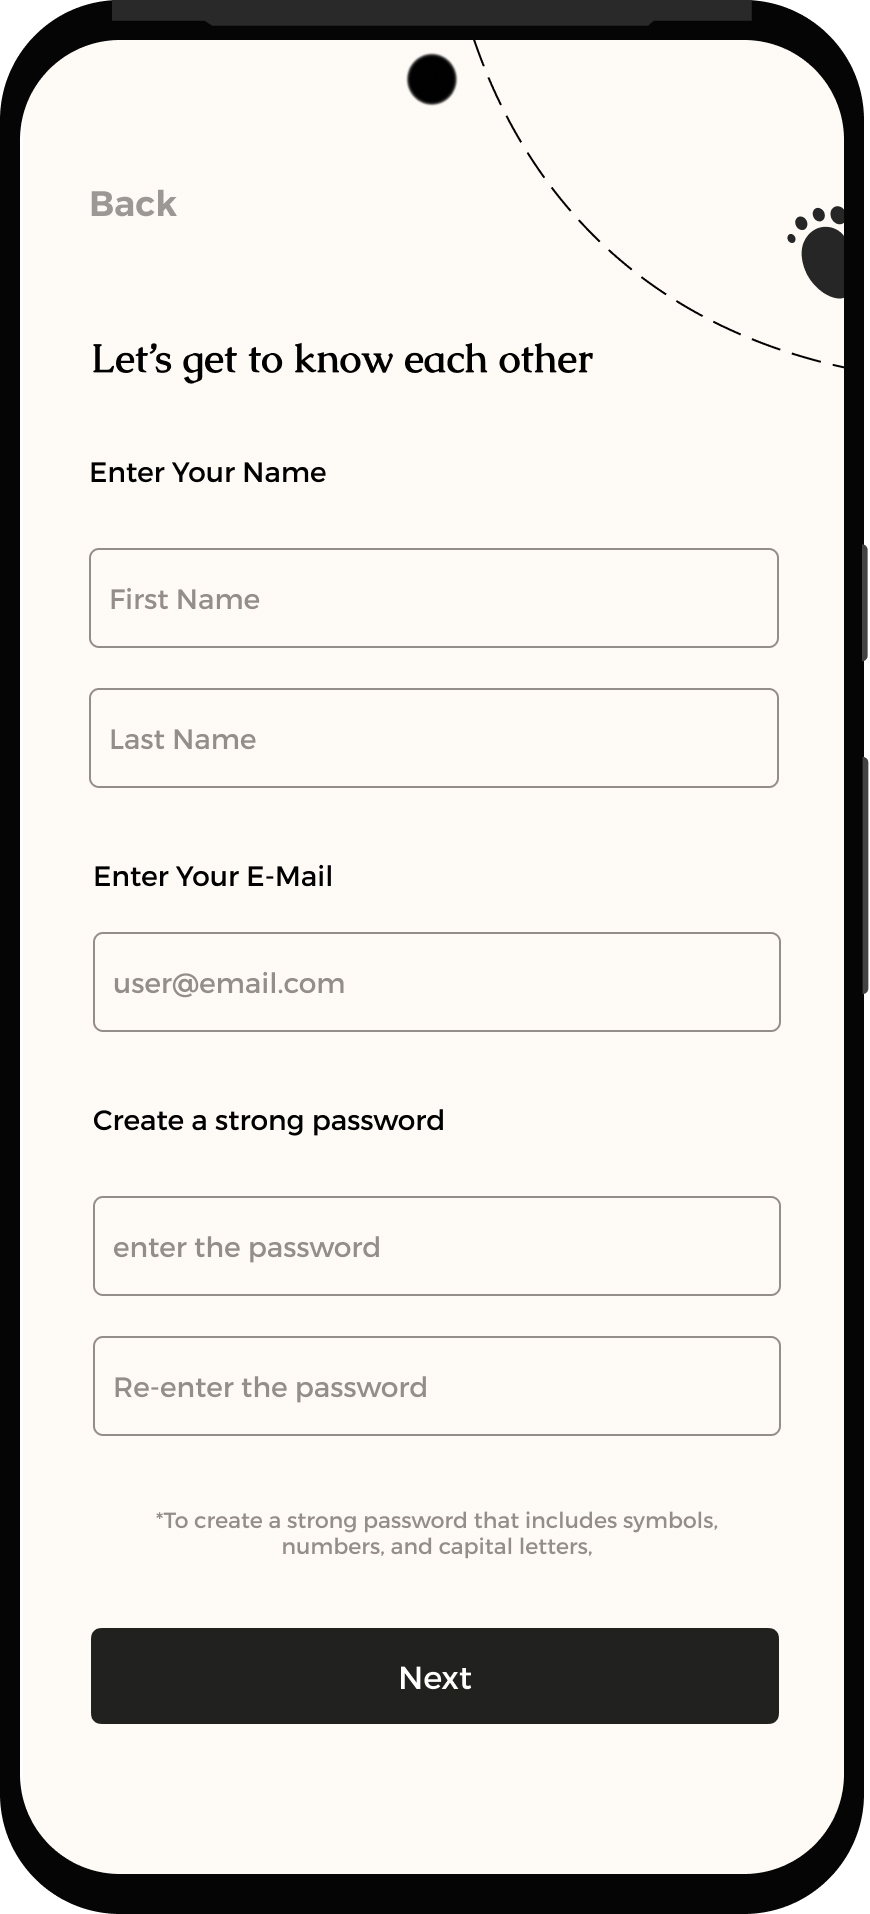 Back
Let’s get to know each other
Enter Your Name
First Name
Last Name
Enter Your E-Mail
user@email.com
Create a strong password
enter the password
Re-enter the password
*To create a strong password that includes symbols,
numbers, and capital letters,
Next